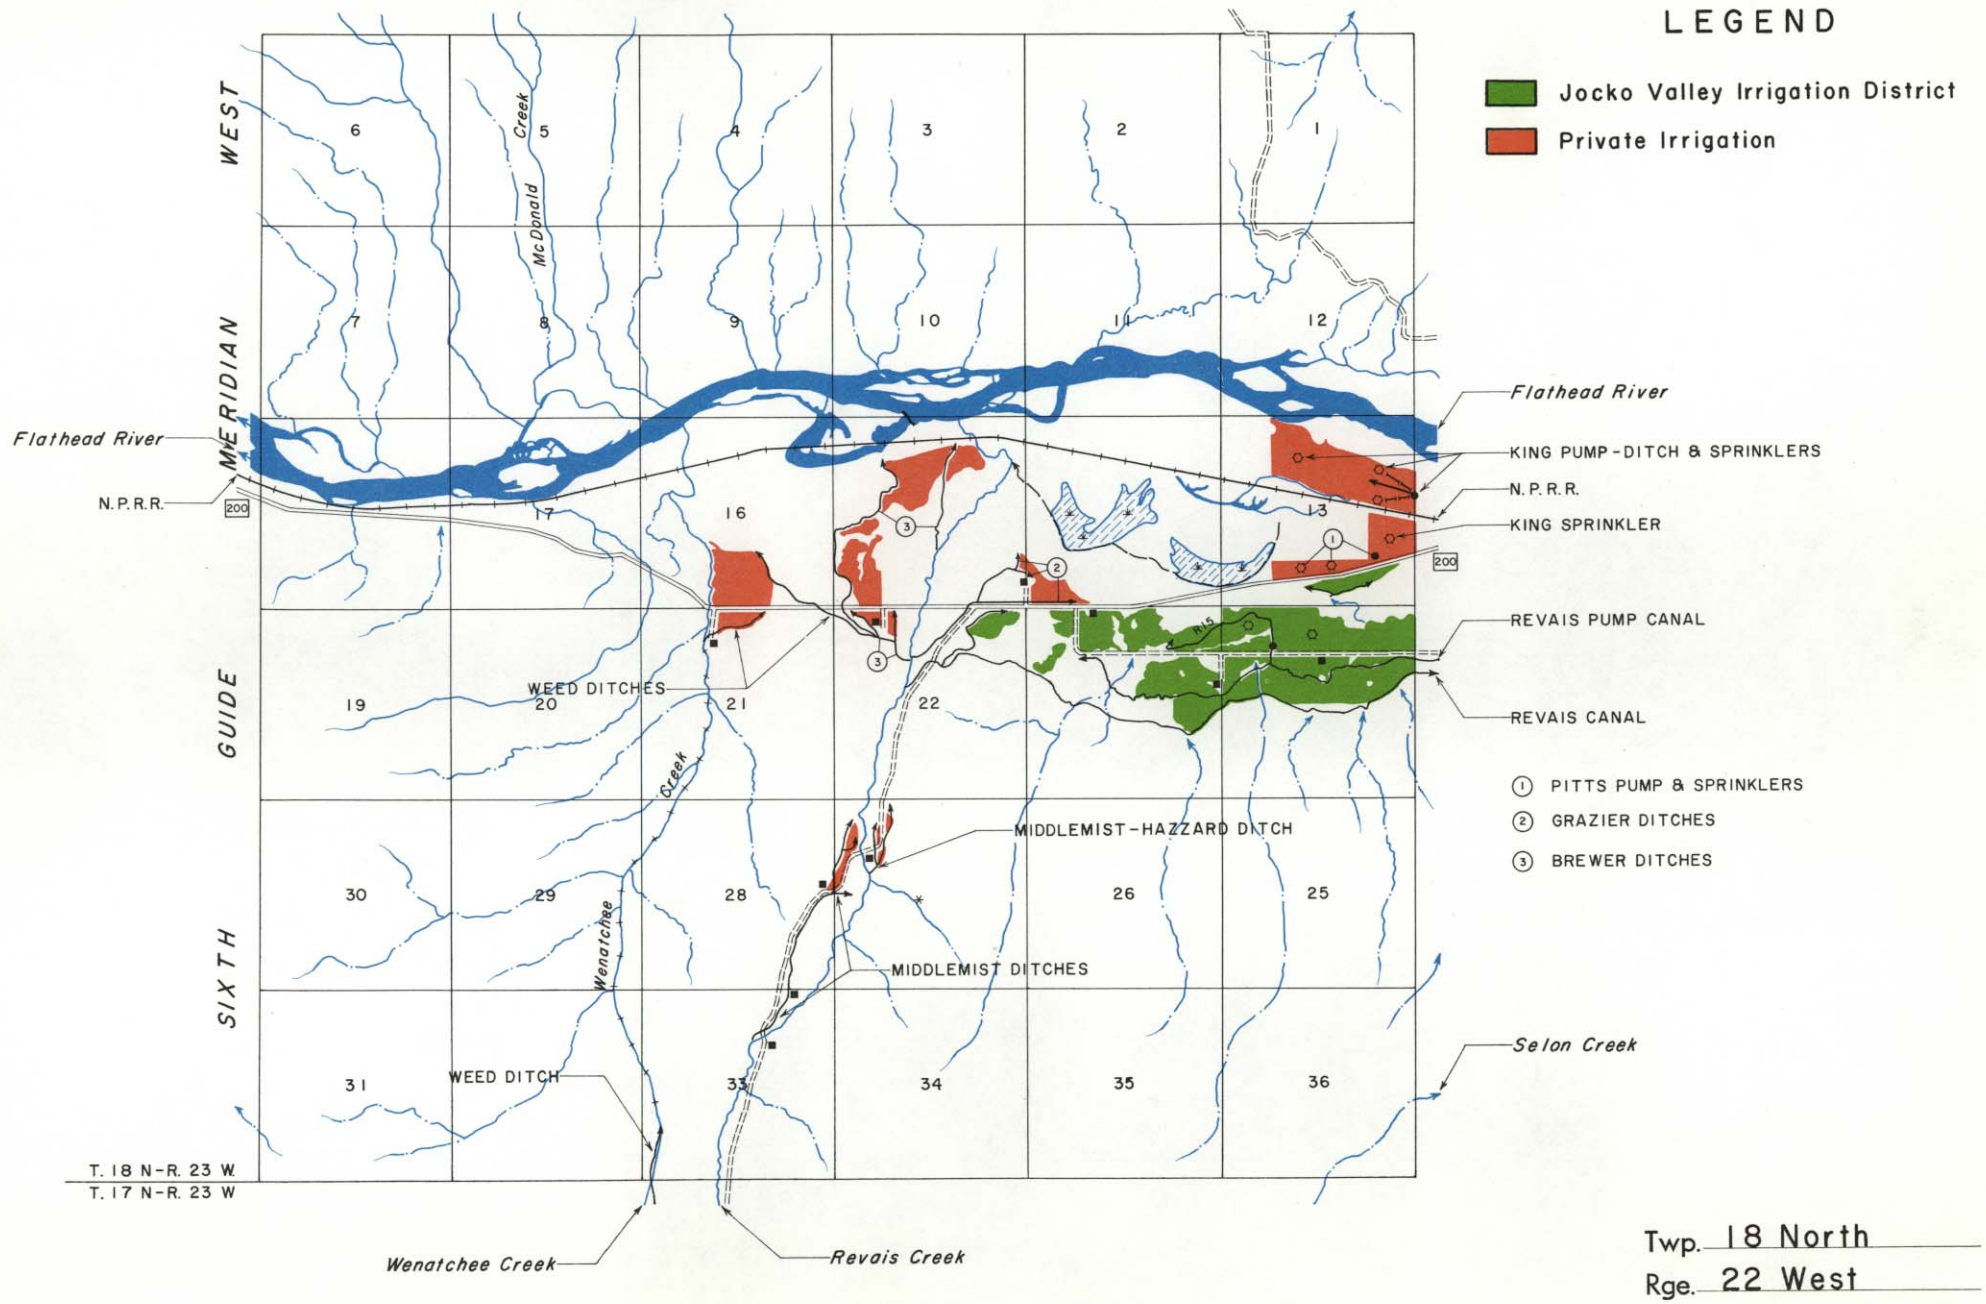 LEGEND
Jocko Valley Irrigation District
Private Irrigation
SIXTH GUIDE MERIDIAN WEST
6
5
4
3
2
1
McDonald Creek
7
8
9
10
11
12
Flathead River
Flathead River
KING PUMP-DITCH & SPRINKLERS
N.P.R.R.
N.P.R.R.
200
17
16
13
3
KING SPRINKLER
1
2
200
R15
REVAIS PUMP CANAL
3
WEED DITCHES
19
20
21
22
REVAIS CANAL
Wenatchee Creek
1 PITTS PUMP & SPRINKLERS
2 GRAZIER DITCHES
3 BREWER DITCHES
MIDDLEMIST-HAZZARD DITCH
30
29
28
26
25
MIDDLEMIST DITCHES
Selon Creek
31
WEED DITCH
33
34
35
36
T. 18 N-R. 23 W.
T. 17 N-R. 23 W
Wenatchee Creek
Revais Creek
Twp. 18 North
Rge. 22 West